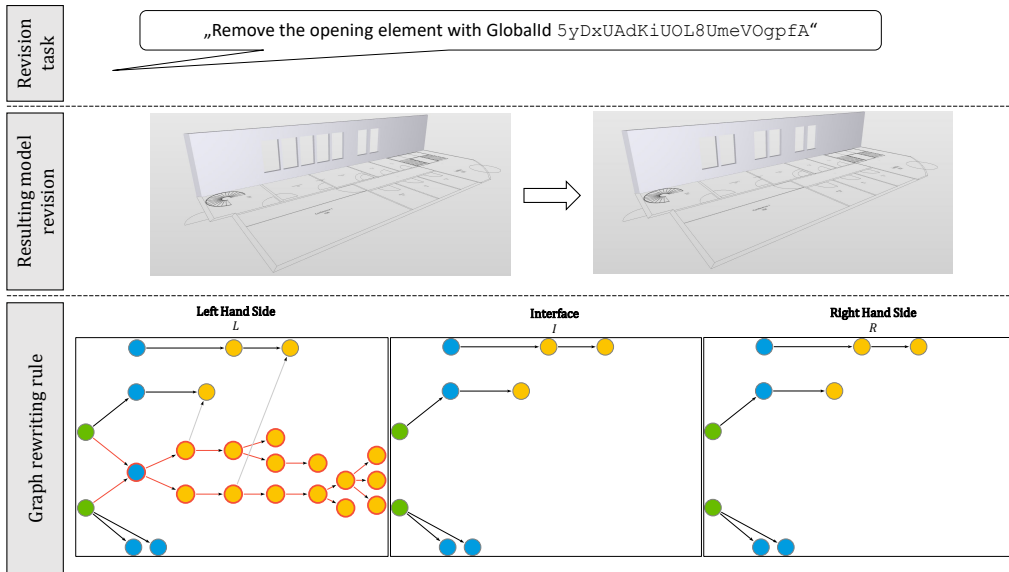 Revision
task
„Remove the opening element with GlobalId 5yDxUAdKiUOL8UmeVOgpfA“
Resulting model
revision
Graph rewriting rule
Left Hand Side
L
Interface
I
Right Hand Side
R